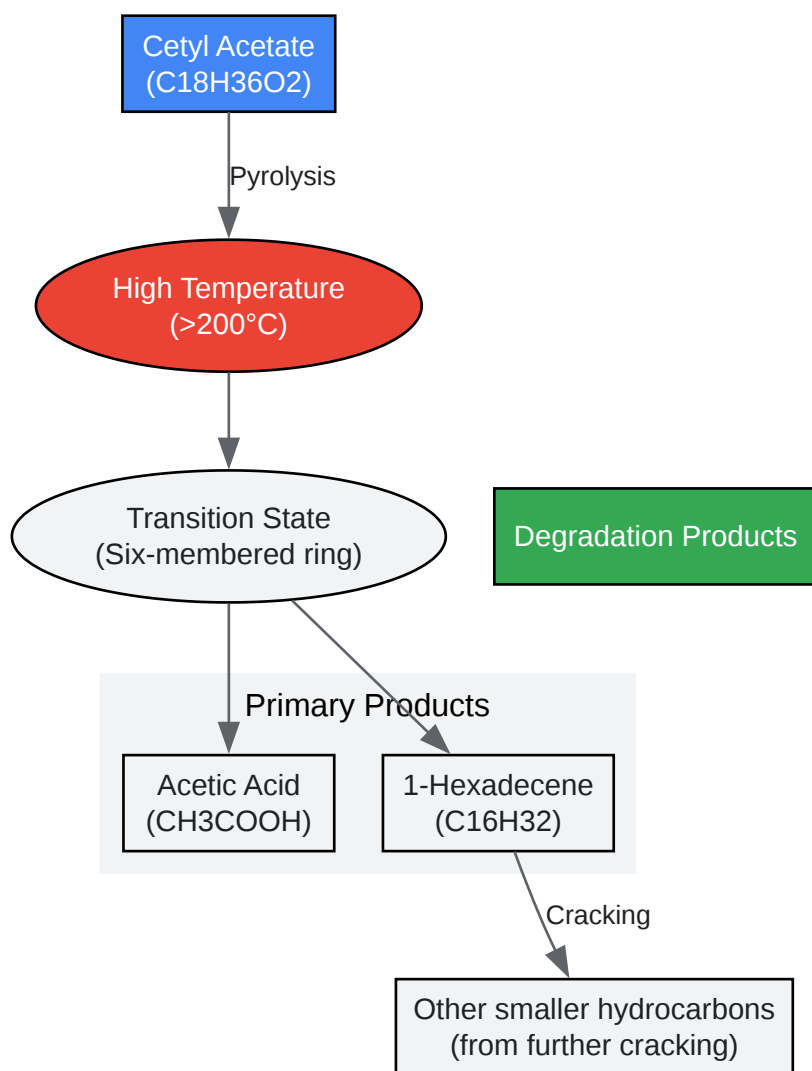 Cetyl Acetate
(C18H36O2)
Pyrolysis
High Temperature
(>200°C)
Transition State
(Six-membered ring)
Degradation Products
Primary Products
Acetic Acid
(CH3COOH)
1-Hexadecene
(C16H32)
Cracking
Other smaller hydrocarbons
(from further cracking)